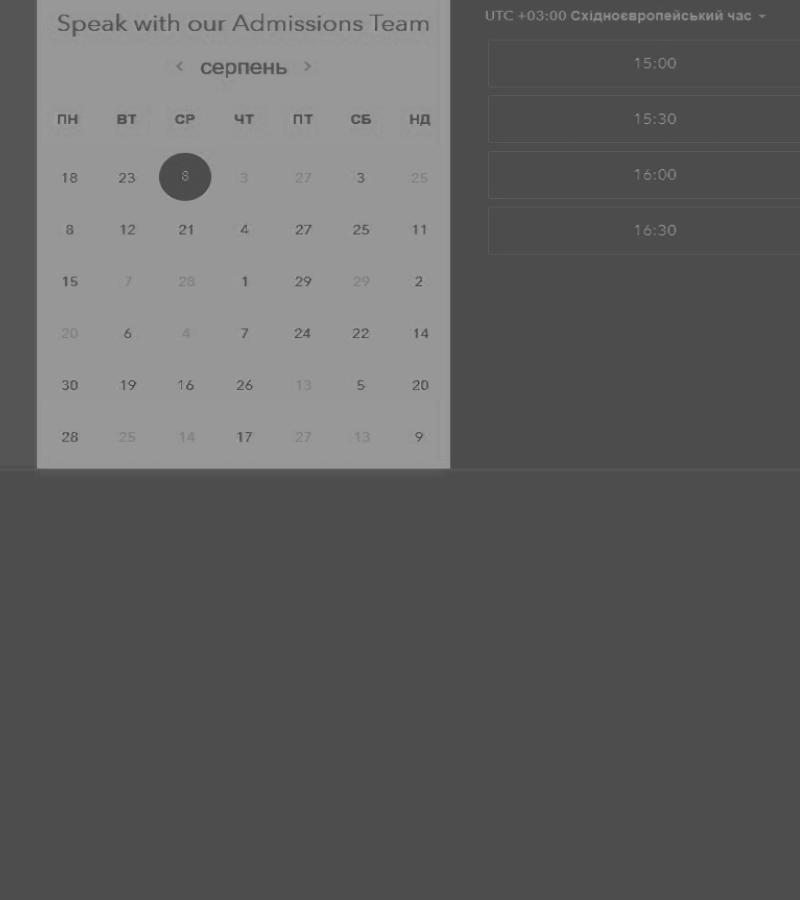 Speak with our Admissions Team
‹ серпень ›
ПН ВТ СР ЧТ ПТ СБ НД
18 23 8 3 27 3 25
8 12 21 4 27 25 11
15 7 28 1 29 29 2
20 6 4 7 24 22 14
30 19 16 26 13 5 20
28 25 14 17 27 13 9
UTC +03:00 Східноєвропейський час
15:00
15:30
16:00
16:30